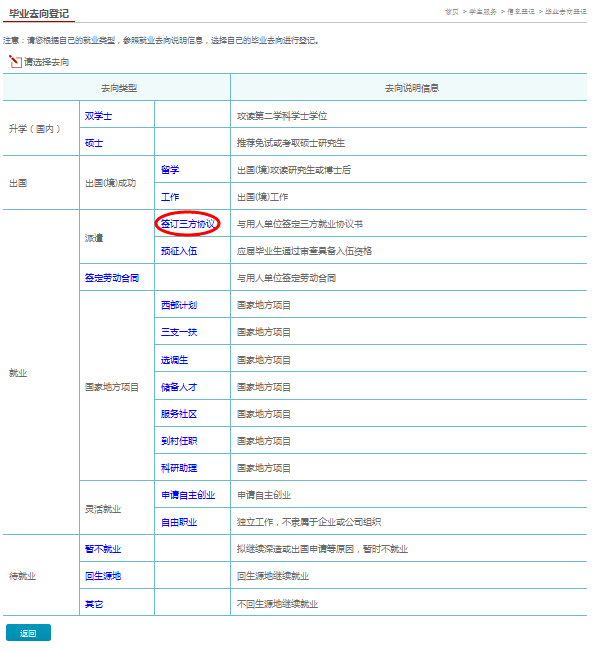 毕业去向登记
首页 > 学生服务 > 信息登记 > 毕业去向登记
注意：请您根据自己的就业类型，参照就业去向说明信息，选择自己的毕业去向进行登记。
请选择去向
去向类型 去向说明信息
升学（国内） 双学士 攻读第二学科学士学位
硕士 推荐免试或考取硕士研究生
出国 出国(境)成功 留学 出国(境)攻读研究生或博士后
工作 出国(境)工作
就业 派遣 签订三方协议 与用人单位签定三方就业协议书
预征入伍 应届毕业生通过审查具备入伍资格
签定劳动合同 与用人单位签定劳动合同
国家地方项目 西部计划 国家地方项目
三支一扶 国家地方项目
选调生 国家地方项目
储备人才 国家地方项目
服务社区 国家地方项目
到村任职 国家地方项目
科研助理 国家地方项目
灵活就业 申请自主创业 申请自主创业
自由职业 独立工作，不隶属于企业或公司组织
待就业 暂不就业 拟继续深造或出国申请等原因，暂时不就业
回生源地 回生源地继续就业
其它 不回生源地继续就业
返回